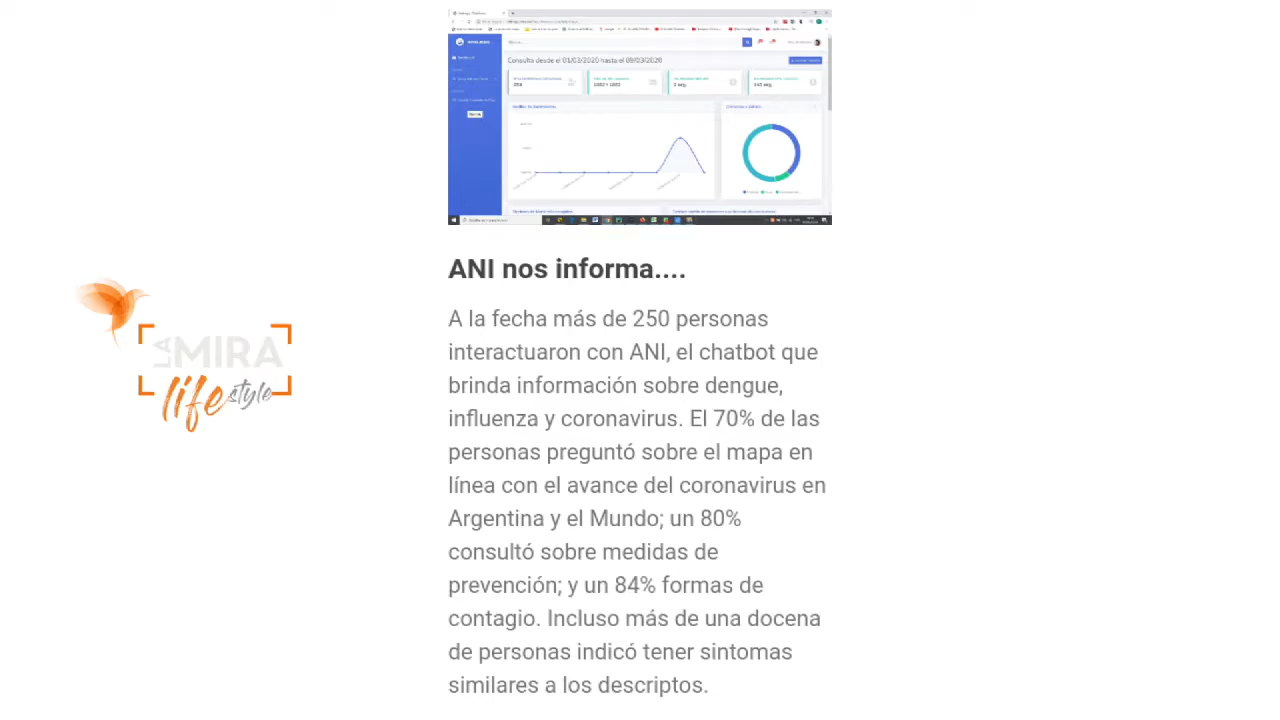 Consulta desde el 01/03/2020 hasta el 09/03/2020
ANI nos informa....
A la fecha más de 250 personas
interactuaron con ANI, el chatbot que
brinda información sobre dengue,
influenza y coronavirus. El 70% de las
personas preguntó sobre el mapa en
línea con el avance del coronavirus en
Argentina y el Mundo; un 80%
consultó sobre medidas de
prevención; y un 84% formas de
contagio. Incluso más de una docena
de personas indicó tener sintomas
similares a los descriptos.
LA MIRA
life style